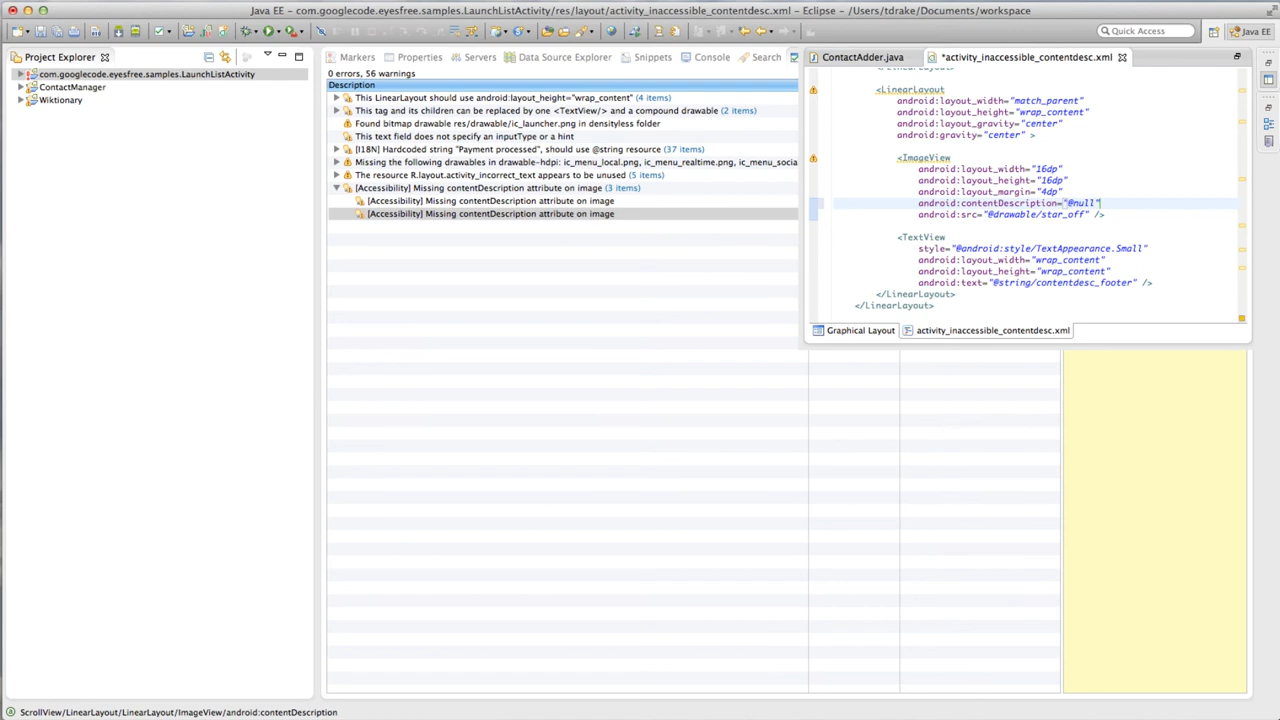 Java EE - com.googlecode.eyesfree.samples.LaunchListActivity/res/layout/activity_inaccessible_contentdesc.xml - Eclipse - /Users/tdrake/Documents/workspace
Quick Access
Java EE
Project Explorer
com.googlecode.eyesfree.samples.LaunchListActivity
ContactManager
Wiktionary
Markers
Properties
Servers
Data Source Explorer
Snippets
Console
Search
0 errors, 56 warnings
Description
This LinearLayout should use android:layout_height="wrap_content" (4 items)
This tag and its children can be replaced by one <TextView/> and a compound drawable (2 items)
Found bitmap drawable res/drawable/ic_launcher.png in densityless folder
This text field does not specify an inputType or a hint
[I18N] Hardcoded string "Payment processed", should use @string resource (37 items)
Missing the following drawables in drawable-hdpi: ic_menu_local.png, ic_menu_realtime.png, ic_menu_socia
The resource R.layout.activity_incorrect_text appears to be unused (5 items)
[Accessibility] Missing contentDescription attribute on image (3 items)
[Accessibility] Missing contentDescription attribute on image
[Accessibility] Missing contentDescription attribute on image
ContactAdder.java
*activity_inaccessible_contentdesc.xml
<LinearLayout
android:layout_width="match_parent"
android:layout_height="wrap_content"
android:layout_gravity="center"
android:gravity="center" >
<ImageView
android:layout_width="16dp"
android:layout_height="16dp"
android:layout_margin="4dp"
android:contentDescription="@null"
android:src="@drawable/star_off" />
<TextView
style="@android:style/TextAppearance.Small"
android:layout_width="wrap_content"
android:layout_height="wrap_content"
android:text="@string/contentdesc_footer" />
</LinearLayout>
</LinearLayout>
Graphical Layout
activity_inaccessible_contentdesc.xml
ScrollView/LinearLayout/LinearLayout/ImageView/android:contentDescription